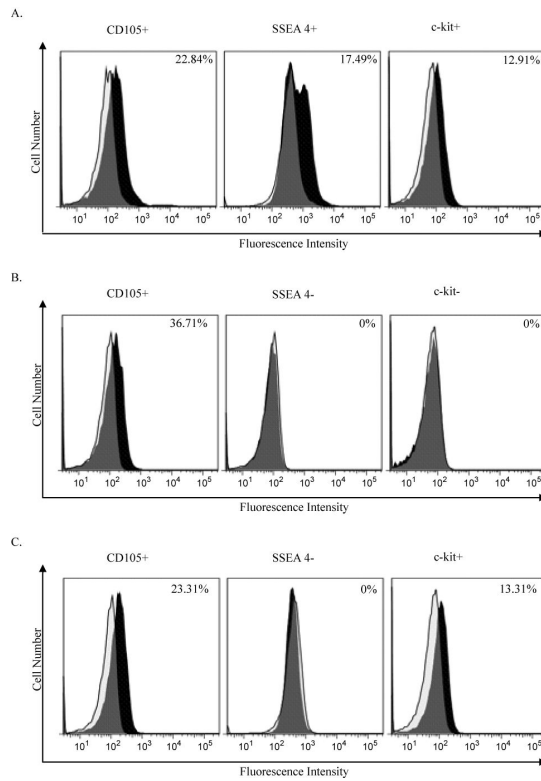 A.
CD105+ SSEA 4+ c-kit+
22.84% 17.49% 12.91%
Cell Number
10¹ 10² 10³ 10⁴ 10⁵ 10¹ 10² 10³ 10⁴ 10⁵ 10¹ 10² 10³ 10⁴ 10⁵
Fluorescence Intensity
B.
CD105+ SSEA 4- c-kit-
36.71% 0% 0%
Cell Number
10¹ 10² 10³ 10⁴ 10⁵ 10¹ 10² 10³ 10⁴ 10⁵ 10¹ 10² 10³ 10⁴ 10⁵
Fluorescence Intensity
C.
CD105+ SSEA 4- c-kit+
23.31% 0% 13.31%
Cell Number
10¹ 10² 10³ 10⁴ 10⁵ 10¹ 10² 10³ 10⁴ 10⁵ 10¹ 10² 10³ 10⁴ 10⁵
Fluorescence Intensity